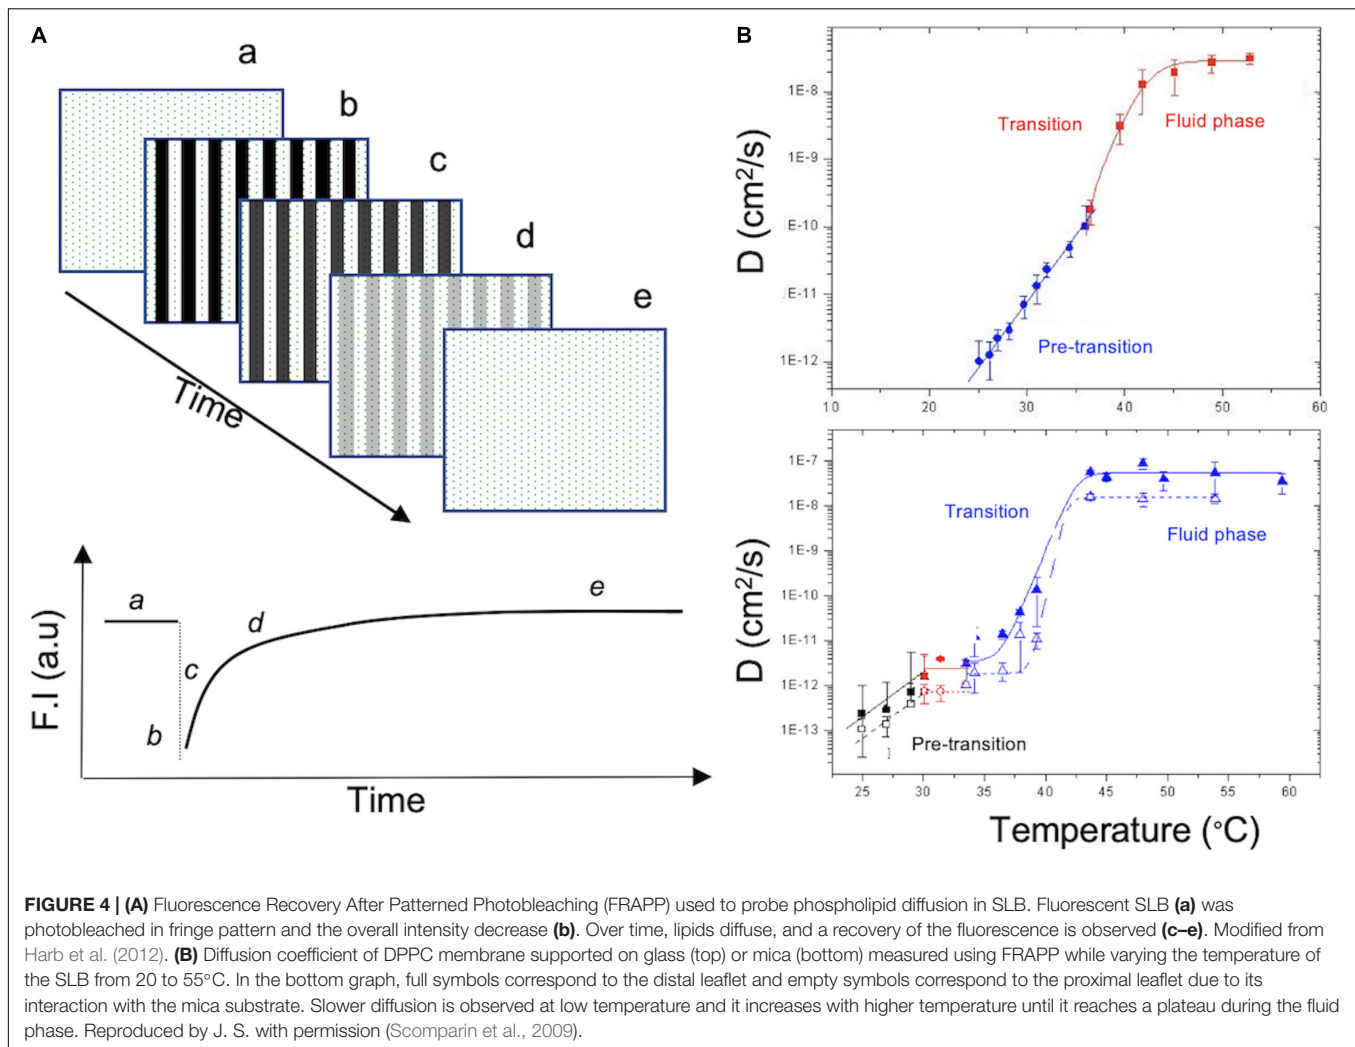 A
a
b
c
d
e
Time
F.I (a.u)
a
b
c
d
e
Time
B
D (cm²/s)
1E-8
1E-9
1E-10
1E-11
1E-12
Transition
Fluid phase
Pre-transition
10 20 30 40 50 60
D (cm²/s)
1E-7
1E-8
1E-9
1E-10
1E-11
1E-12
1E-13
Transition
Fluid phase
Pre-transition
25 30 35 40 45 50 55 60
Temperature (°C)
FIGURE 4 | (A) Fluorescence Recovery After Patterned Photobleaching (FRAPP) used to probe phospholipid diffusion in SLB. Fluorescent SLB (a) was
photobleached in fringe pattern and the overall intensity decrease (b). Over time, lipids diffuse, and a recovery of the fluorescence is observed (c–e). Modified from
Harb et al. (2012). (B) Diffusion coefficient of DPPC membrane supported on glass (top) or mica (bottom) measured using FRAPP while varying the temperature of
the SLB from 20 to 55°C. In the bottom graph, full symbols correspond to the distal leaflet and empty symbols correspond to the proximal leaflet due to its
interaction with the mica substrate. Slower diffusion is observed at low temperature and it increases with higher temperature until it reaches a plateau during the fluid
phase. Reproduced by J. S. with permission (Scomparin et al., 2009).